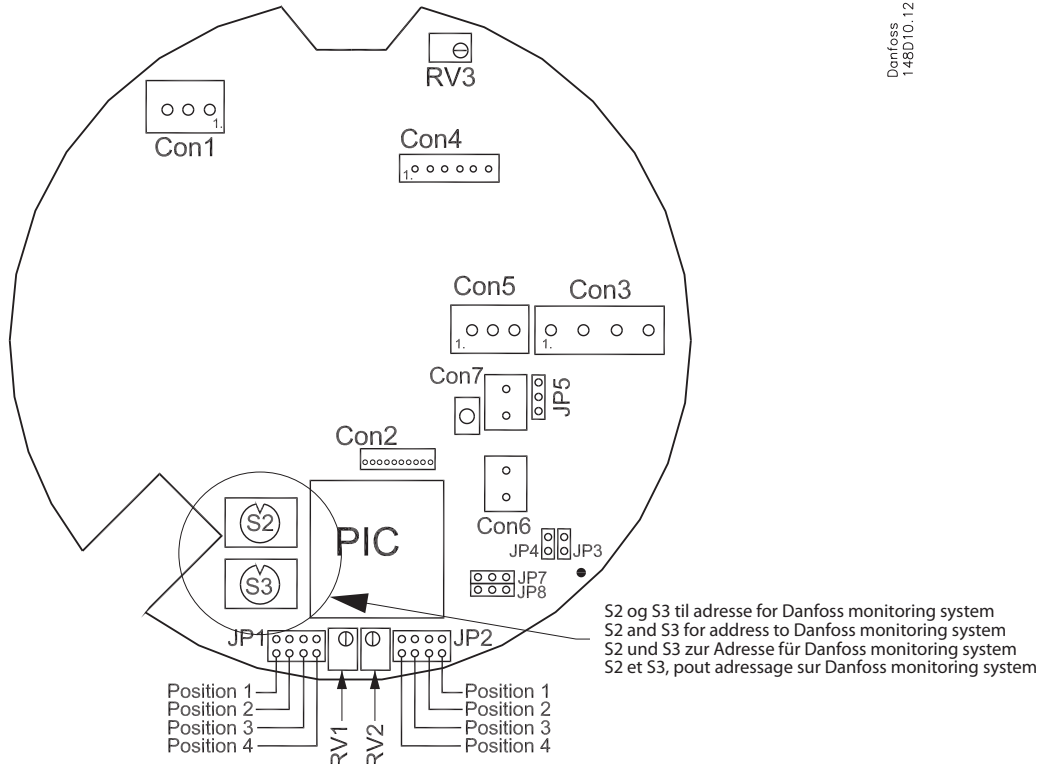 Danfoss
148D10.12
RV3
1.
Con1
Con4
1.
Con5
Con3
1.
1.
Con7
JP5
Con2
S2
PIC
Con6
JP4
JP3
S3
JP7
JP8
S2 og S3 til adresse for Danfoss monitoring system
S2 and S3 for address to Danfoss monitoring system
S2 und S3 zur Adresse für Danfoss monitoring system
S2 et S3, pout adressage sur Danfoss monitoring system
JP1
JP2
Position 1
Position 2
Position 3
Position 4
RV1
RV2
Position 1
Position 2
Position 3
Position 4